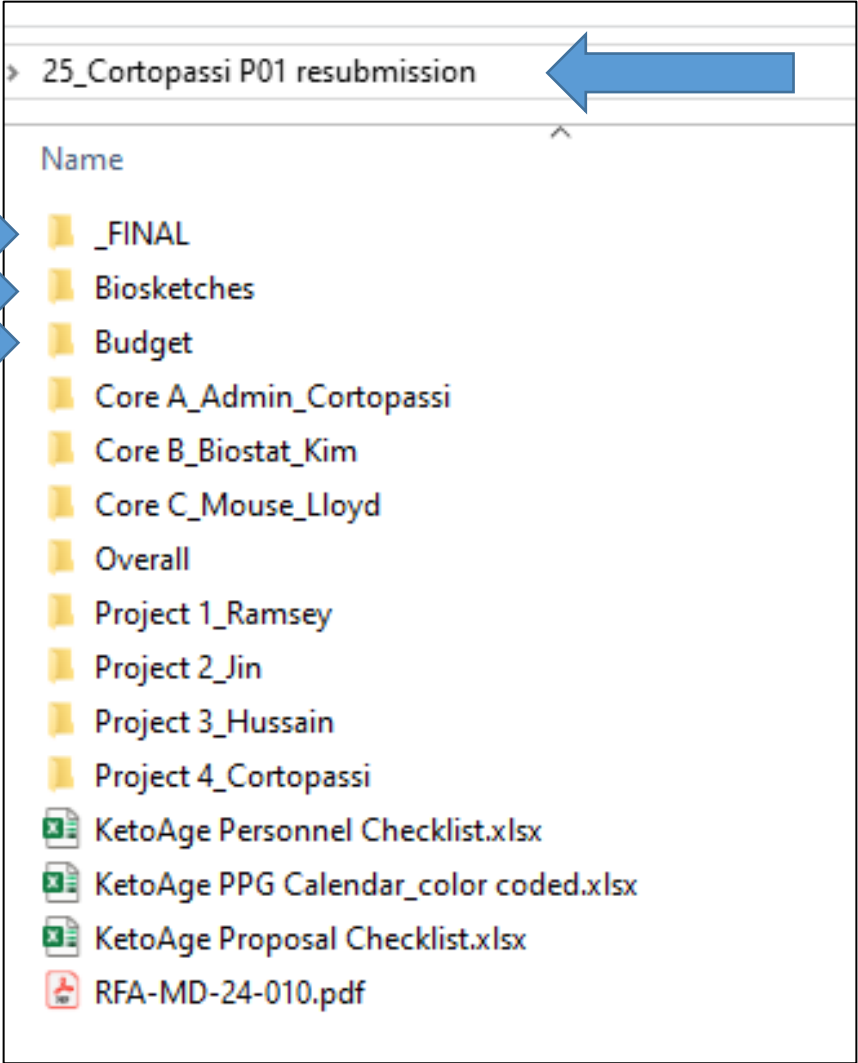 25_Cortopassi P01 resubmission
Name
_FINAL
Biosketches
Budget
Core A_Admin_Cortopassi
Core B_Biostat_Kim
Core C_Mouse_Lloyd
Overall
Project 1_Ramsey
Project 2_Jin
Project 3_Hussain
Project 4_Cortopassi
KetoAge Personnel Checklist.xlsx
KetoAge PPG Calendar_color coded.xlsx
KetoAge Proposal Checklist.xlsx
RFA-MD-24-010.pdf